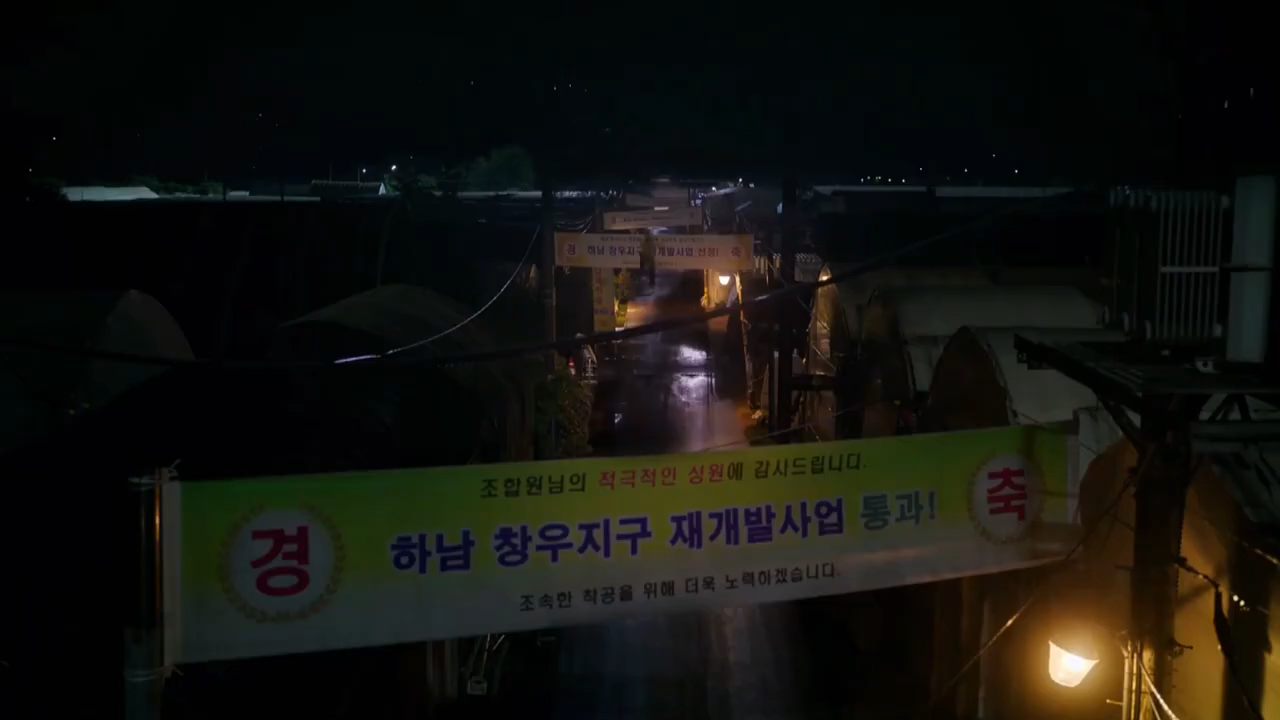 하남 창우지구 재개발사업 선정!
경
축
조합원님의 적극적인 성원에 감사드립니다.
경 하남 창우지구 재개발사업 통과! 축
조속한 착공을 위해 더욱 노력하겠습니다.